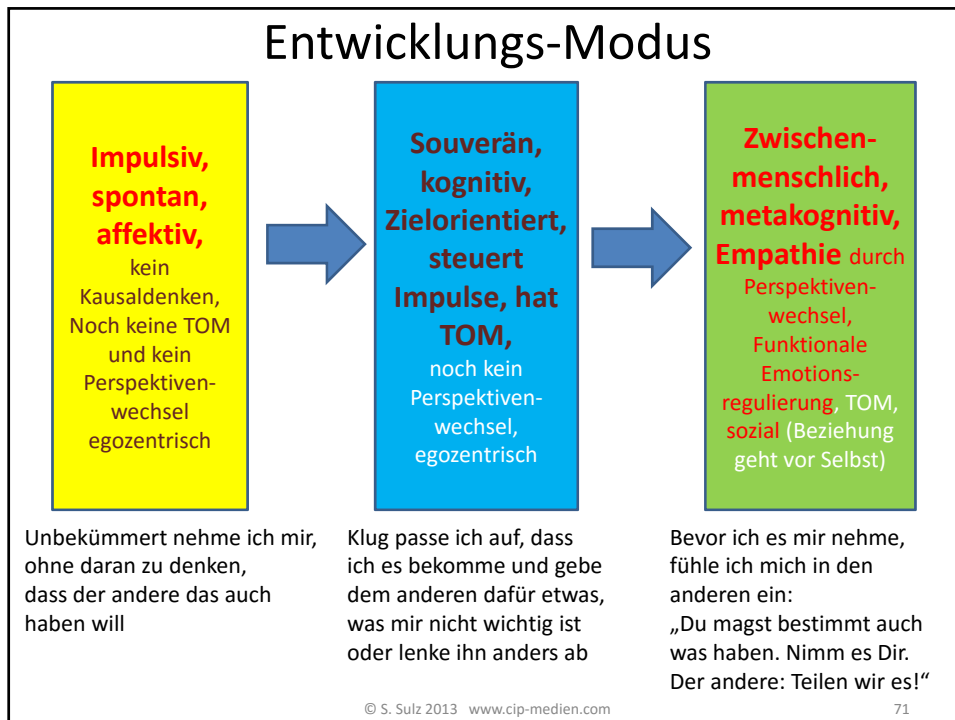 Entwicklungs-Modus
Impulsiv,
spontan,
affektiv,
kein
Kausaldenken,
Noch keine TOM
und kein
Perspektiven-
wechsel
egozentrisch
Souverän,
kognitiv,
Zielorientiert,
steuert
Impulse, hat
TOM,
noch kein
Perspektiven-
wechsel,
egozentrisch
Zwischen-
menschlich,
metakognitiv,
Empathie durch
Perspektiven-
wechsel,
Funktionale
Emotions-
regulierung, TOM,
sozial (Beziehung
geht vor Selbst)
Unbekümmert nehme ich mir,
ohne daran zu denken,
dass der andere das auch
haben will
Klug passe ich auf, dass
ich es bekomme und gebe
dem anderen dafür etwas,
was mir nicht wichtig ist
oder lenke ihn anders ab
Bevor ich es mir nehme,
fühle ich mich in den
anderen ein:
„Du magst bestimmt auch
was haben. Nimm es Dir.
Der andere: Teilen wir es!“
© S. Sulz 2013 www.cip-medien.com
71